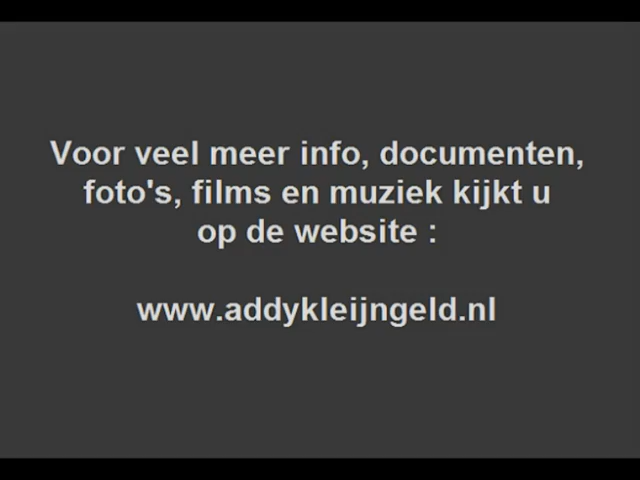 Voor veel meer info, documenten,
foto's, films en muziek kijkt u
op de website :
www.addykleijngeld.nl